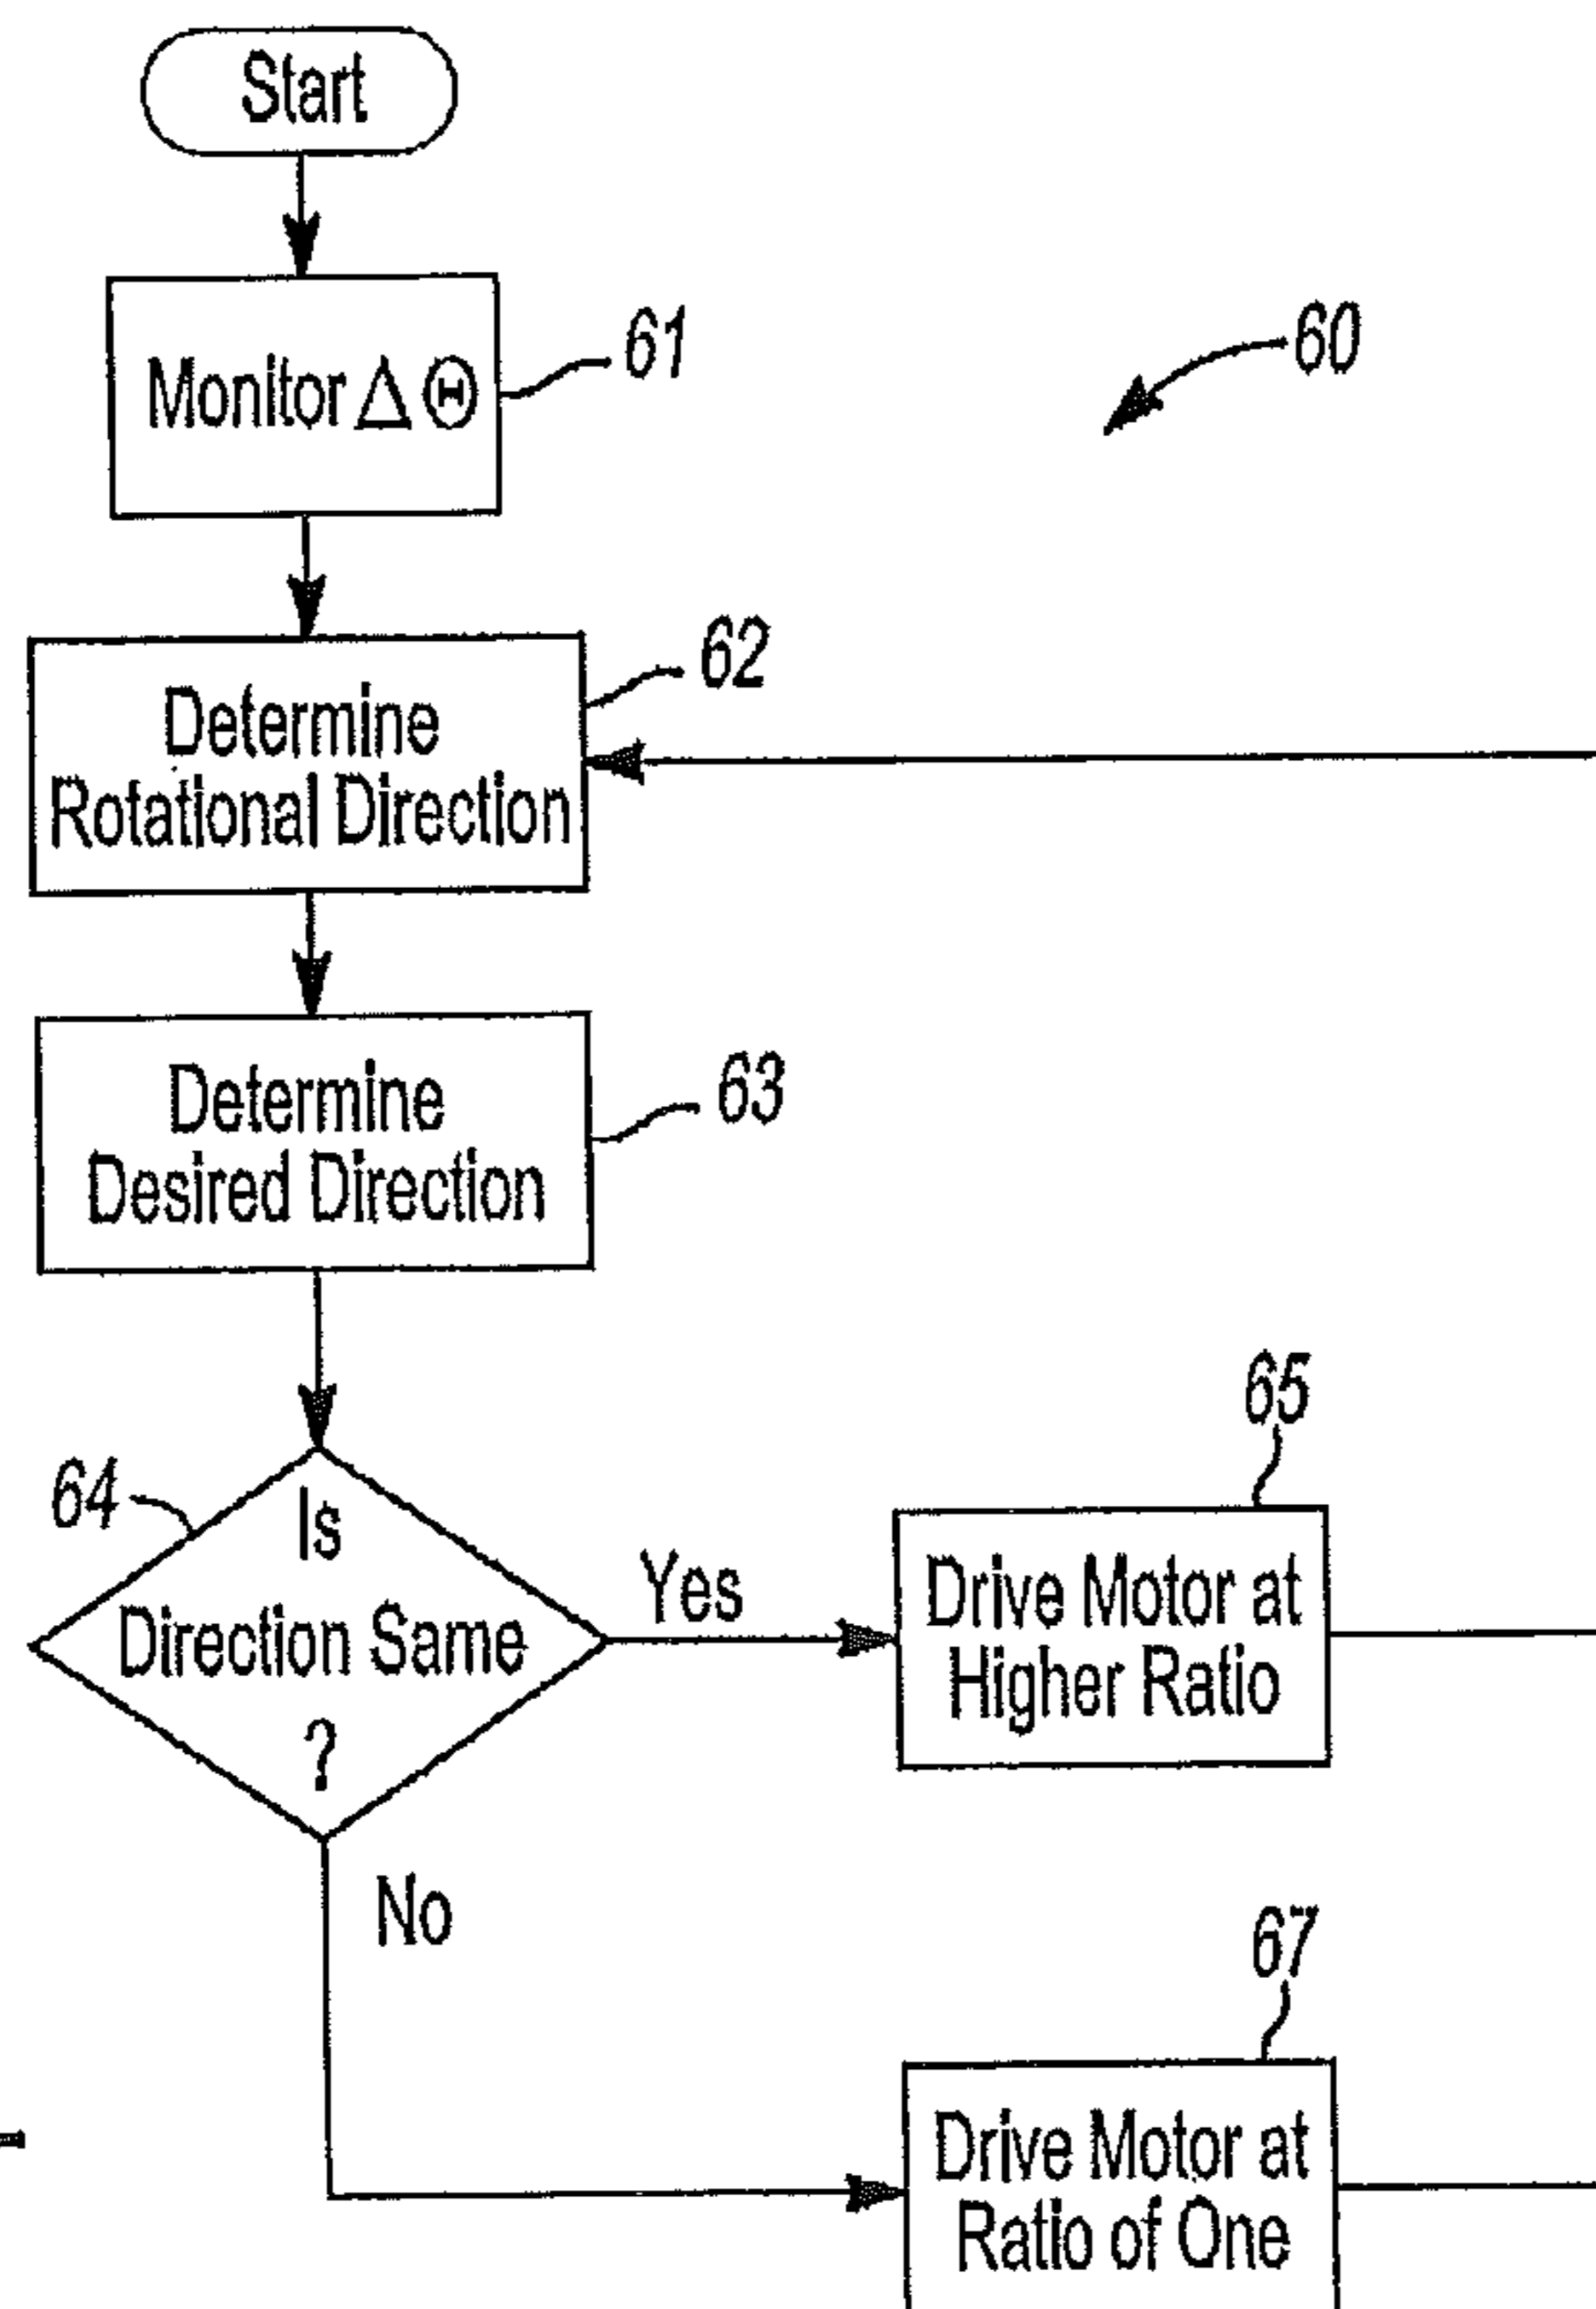 Start
Monitor ΔΘ
61
60
Determine
Rotational Direction
62
Determine
Desired Direction
63
64
Is
Direction Same
?
Yes
65
Drive Motor at
Higher Ratio
No
67
Drive Motor at
Ratio of One